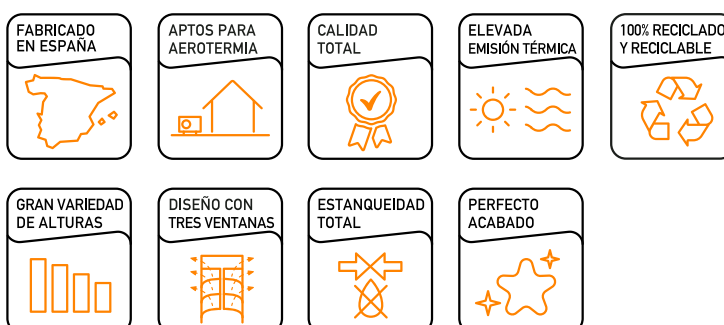 FABRICADO
EN ESPAÑA
APTOS PARA
AEROTERMIA
CALIDAD
TOTAL
ELEVADA
EMISIÓN TÉRMICA
100% RECICLADO
Y RECICLABLE
GRAN VARIEDAD
DE ALTURAS
DISEÑO CON
TRES VENTANAS
ESTANQUEIDAD
TOTAL
PERFECTO
ACABADO